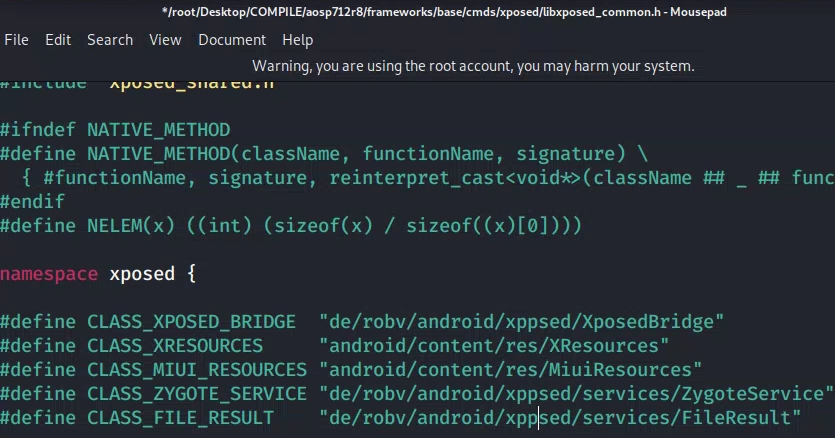 */root/Desktop/COMPILE/aosp712r8/frameworks/base/cmds/xposed/libxposed_common.h - Mousepad
File Edit Search View Document Help
Warning, you are using the root account, you may harm your system.
#include "xposed_shared.h"
#ifndef NATIVE_METHOD
#define NATIVE_METHOD(className, functionName, signature) \
{ #functionName, signature, reinterpret_cast<void*>(className ## _ ## func
#endif
#define NELEM(x) ((int) (sizeof(x) / sizeof((x)[0])))
namespace xposed {
#define CLASS_XPOSED_BRIDGE "de/robv/android/xppsed/XposedBridge"
#define CLASS_XRESOURCES "android/content/res/XResources"
#define CLASS_MIUI_RESOURCES "android/content/res/MiuiResources"
#define CLASS_ZYGOTE_SERVICE "de/robv/android/xppsed/services/ZygoteService"
#define CLASS_FILE_RESULT "de/robv/android/xppsed/services/FileResult"